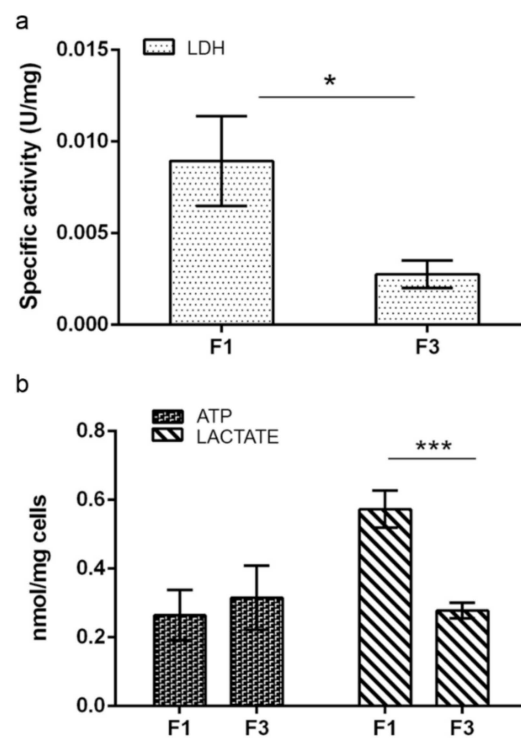 a
LDH
*
Specific activity (U/mg)
0.015
0.010
0.005
0.000
F1 F3
b
ATP
LACTATE
***
nmol/mg cells
0.8
0.6
0.4
0.2
0.0
F1 F3 F1 F3